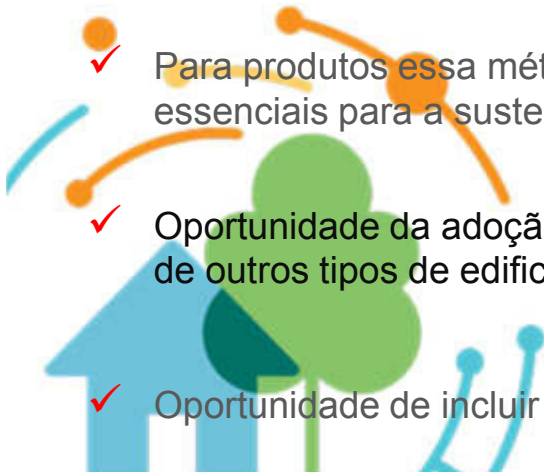 Para produtos essa mét
essenciais para a suste
Oportunidade da adoçã
de outros tipos de edific
Oportunidade de incluir